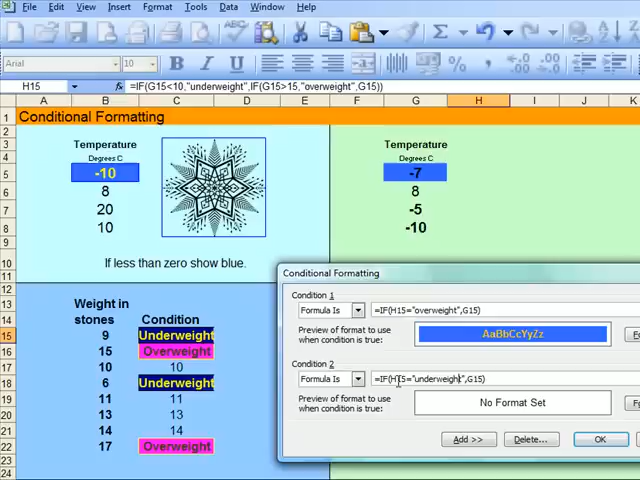 File Edit View Insert Format Tools Data Window Help
Arial 10 B I U
H15 fx =IF(G15<10,"underweight",IF(G15>15,"overweight",G15))
A B C D E F G H I J K
1 Conditional Formatting
2
3 Temperature Temperature
4 Degrees C Degrees C
5 -10 -7
6 8 8
7 20 -5
8 10 -10
9
10 If less than zero show blue.
11
12
13 Weight in
14 stones Condition
15 9 Underweight
16 15 Overweight
17 10 10
18 6 Underweight
19 11 11
20 13 13
21 14 14
22 17 Overweight
23
24
Conditional Formatting
Condition 1
Formula Is =IF(H15="overweight",G15)
Preview of format to use
when condition is true:
AaBbCcYyZz
Condition 2
Formula Is =IF(H15="underweight",G15)
Preview of format to use
when condition is true:
No Format Set
Add >> Delete... OK